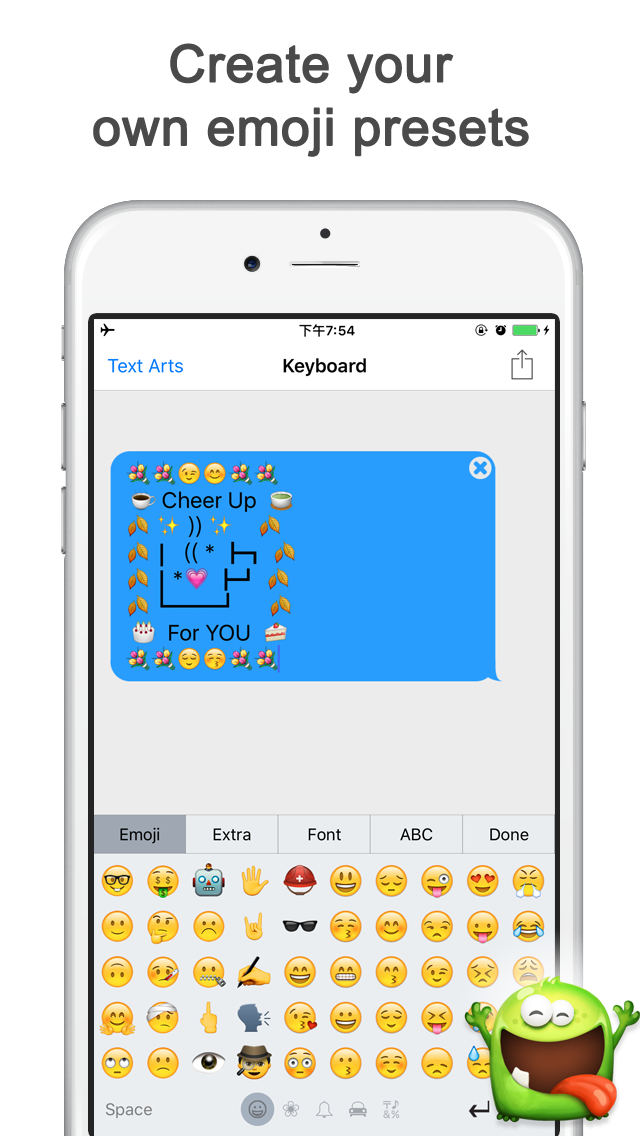 Create your
own emoji presets
下午7:54
Text Arts
Keyboard
Cheer Up
)) 
(( *
*
For YOU
Emoji
Extra
Font
ABC
Done
Space